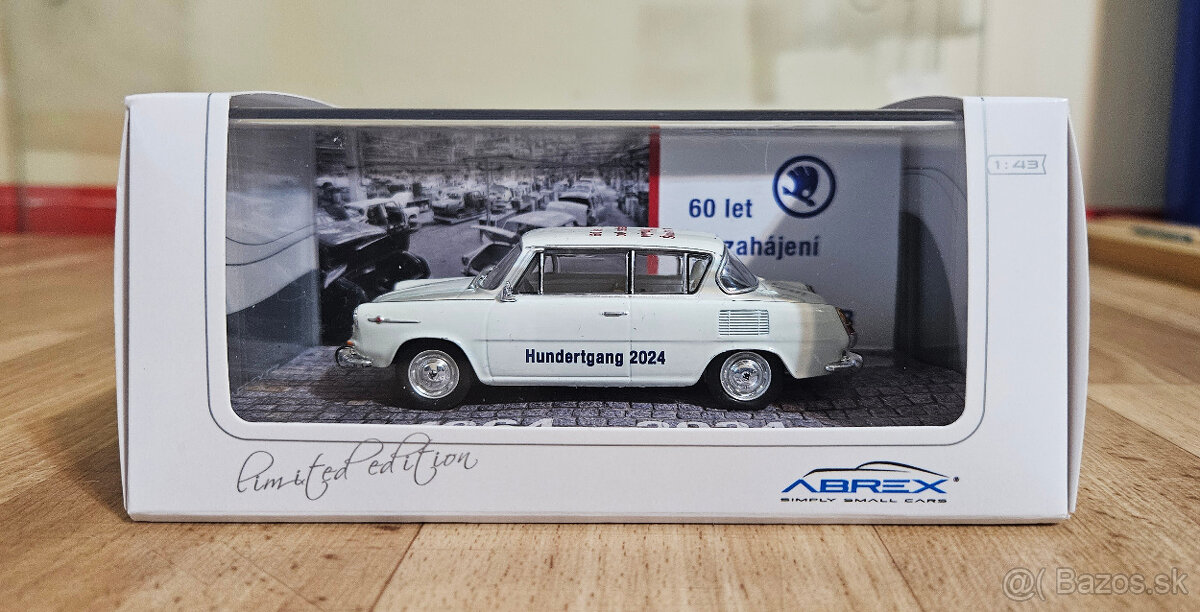 1:43
60 let
zahájení
Hundertgang 2024
limited edition
ABREX
SIMPLY SMALL CARS
@( Bazos.sk